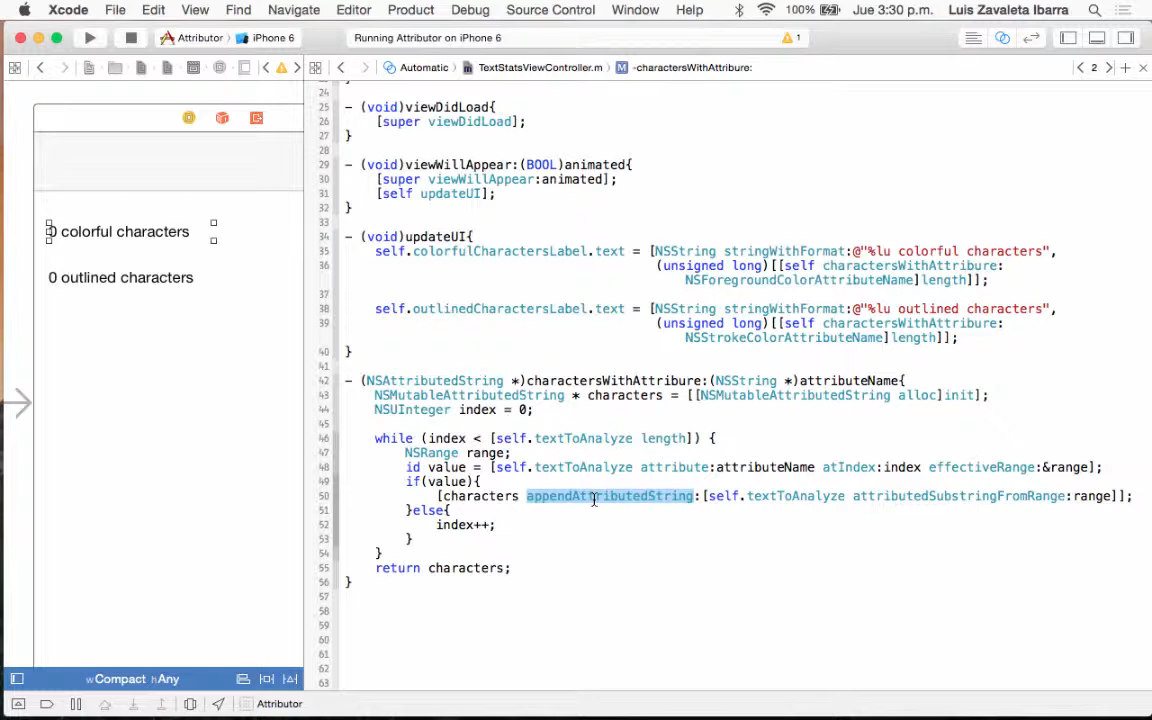 Xcode File Edit View Find Navigate Editor Product Debug Source Control Window Help 100% Jue 3:30 p.m. Luis Zavaleta Ibarra
Attributor iPhone 6 Running Attributor on iPhone 6 1
Automatic TextStatsViewController.m M -charactersWithAttribure: 2
24
25 - (void)viewDidLoad{
26 [super viewDidLoad];
27 }
28
29 - (void)viewWillAppear:(BOOL)animated{
30 [super viewWillAppear:animated];
31 [self updateUI];
32 }
33
34 - (void)updateUI{
35 self.colorfulCharactersLabel.text = [NSString stringWithFormat:@"%lu colorful characters",
36 (unsigned long)[[self charactersWithAttribure:
NSForegroundColorAttributeName]length]];
37
38 self.outlinedCharactersLabel.text = [NSString stringWithFormat:@"%lu outlined characters",
39 (unsigned long)[[self charactersWithAttribure:
NSStrokeColorAttributeName]length]];
40 }
41
42 - (NSAttributedString *)charactersWithAttribure:(NSString *)attributeName{
43 NSMutableAttributedString * characters = [[NSMutableAttributedString alloc]init];
44 NSUInteger index = 0;
45
46 while (index < [self.textToAnalyze length]) {
47 NSRange range;
48 id value = [self.textToAnalyze attribute:attributeName atIndex:index effectiveRange:&range];
49 if(value){
50 [characters appendAttributedString:[self.textToAnalyze attributedSubstringFromRange:range]];
51 }else{
52 index++;
53 }
54 }
55 return characters;
56 }
57
58
59
60
61
62
63
0 colorful characters
0 outlined characters
wCompact hAny
Attributor